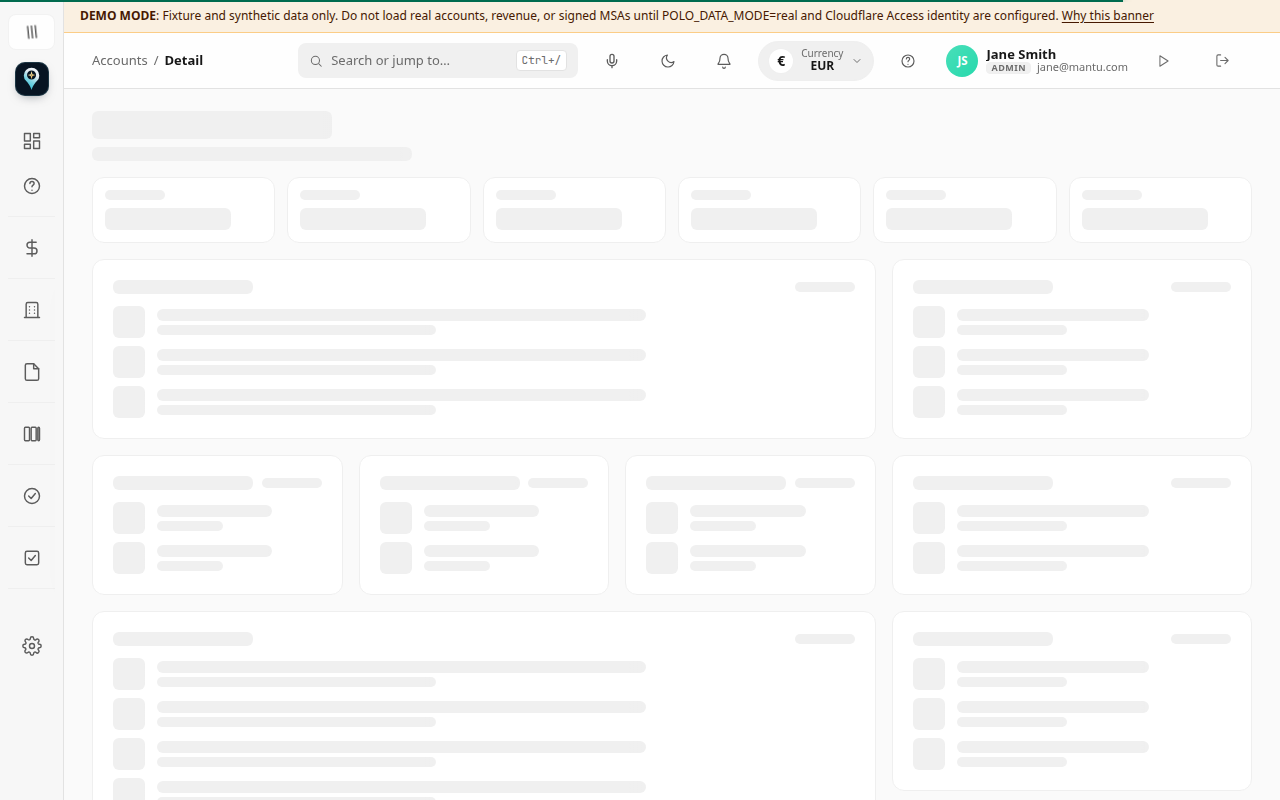 DEMO MODE: Fixture and synthetic data only. Do not load real accounts, revenue, or signed MSAs until POLO_DATA_MODE=real and Cloudflare Access identity are configured. Why this banner
Accounts / Detail
Search or jump to...
Ctrl+/
€
Currency
EUR
JS
Jane Smith
ADMIN jane@mantu.com
$